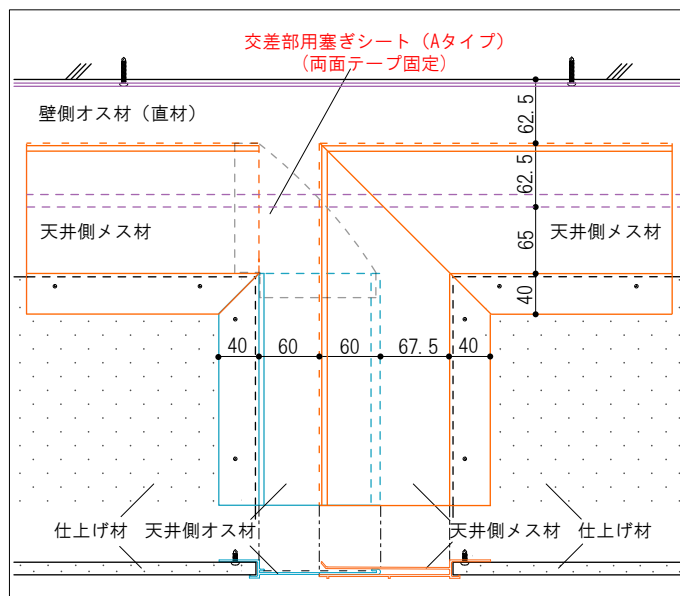 交差部用塞ぎシート（Aタイプ）
（両面テープ固定）
壁側オス材（直材）
62.5
62.5
天井側メス材
天井側メス材
65
40
40
60
60
67.5
40
仕上げ材
天井側オス材
天井側メス材
仕上げ材